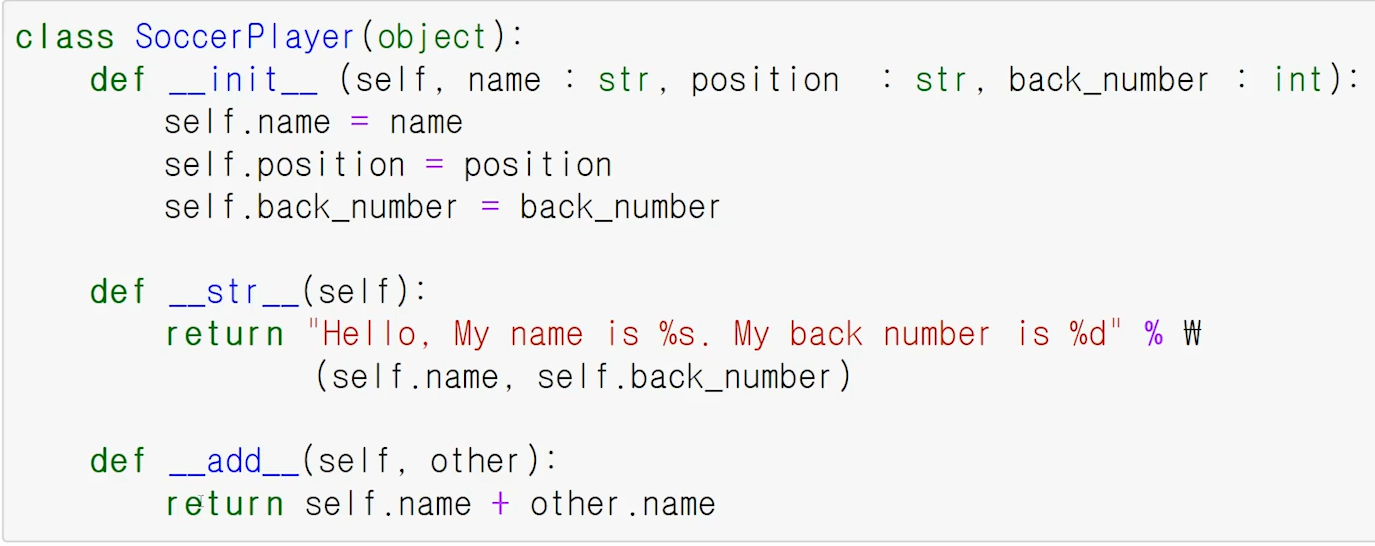 class SoccerPlayer(object):
    def __init__ (self, name : str, position  : str, back_number : int):
        self.name = name
        self.position = position
        self.back_number = back_number
    def __str__(self):
        return "Hello, My name is %s. My back number is %d" % ₩
                (self.name, self.back_number)
    def __add__(self, other):
        return self.name + other.name